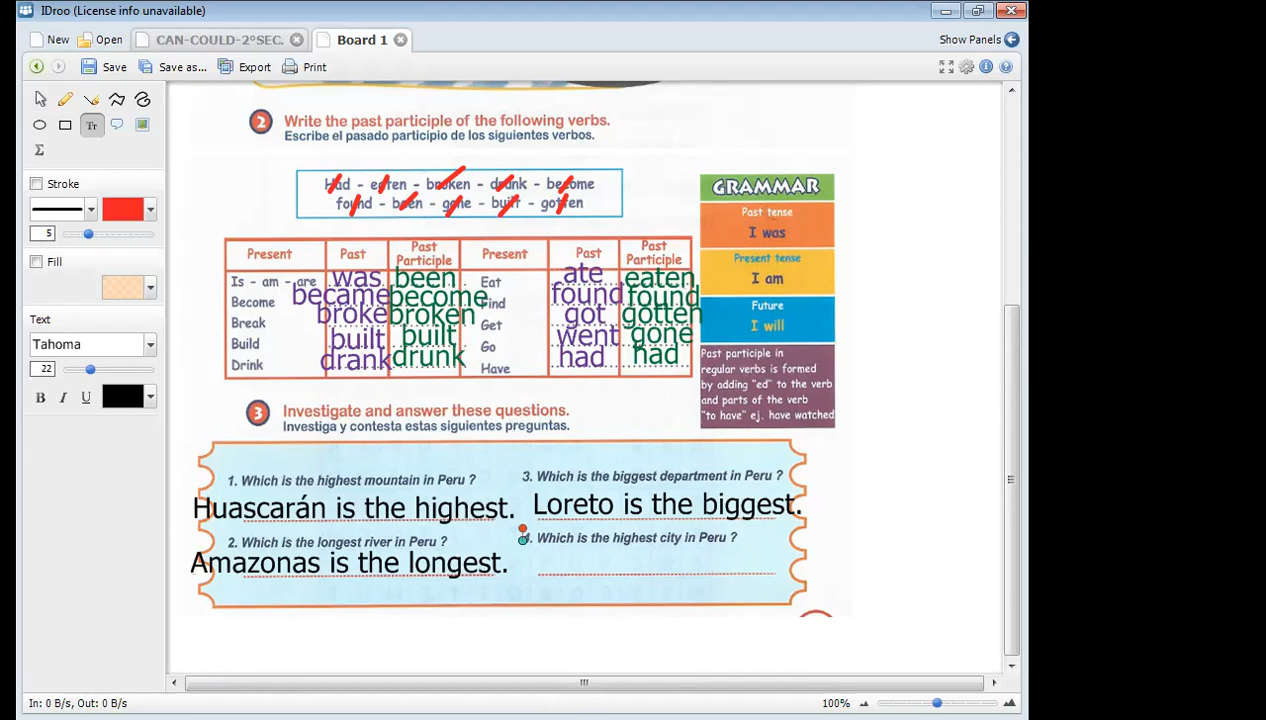 IDroo (License info unavailable)
New Open CAN-COULD-2°SEC. Board 1 Show Panels
Save Save as... Export Print
Tr
Σ
Stroke
5
Fill
Text
Tahoma
22
B I U
2 Write the past participle of the following verbs.
Escribe el pasado participio de los siguientes verbos.
Had - eaten - broken - drunk - become
found - been - gone - built - gotten
Present Past Past Participle Present Past Past Participle
Is - am - are was been Eat ate eaten
Become became become Find found found
Break broke broken Get got gotten
Build built built Go went gone
Drink drank drunk Have had had
GRAMMAR
Past tense
I was
Present tense
I am
Future
I will
Past participle in
regular verbs is formed
by adding "ed" to the verb
and parts of the verb
"to have" ej. have watched
3 Investigate and answer these questions.
Investiga y contesta estas siguientes preguntas.
1. Which is the highest mountain in Peru ?
Huascarán is the highest.
2. Which is the longest river in Peru ?
Amazonas is the longest.
3. Which is the biggest department in Peru ?
Loreto is the biggest.
4. Which is the highest city in Peru ?
In: 0 B/s, Out: 0 B/s 100%